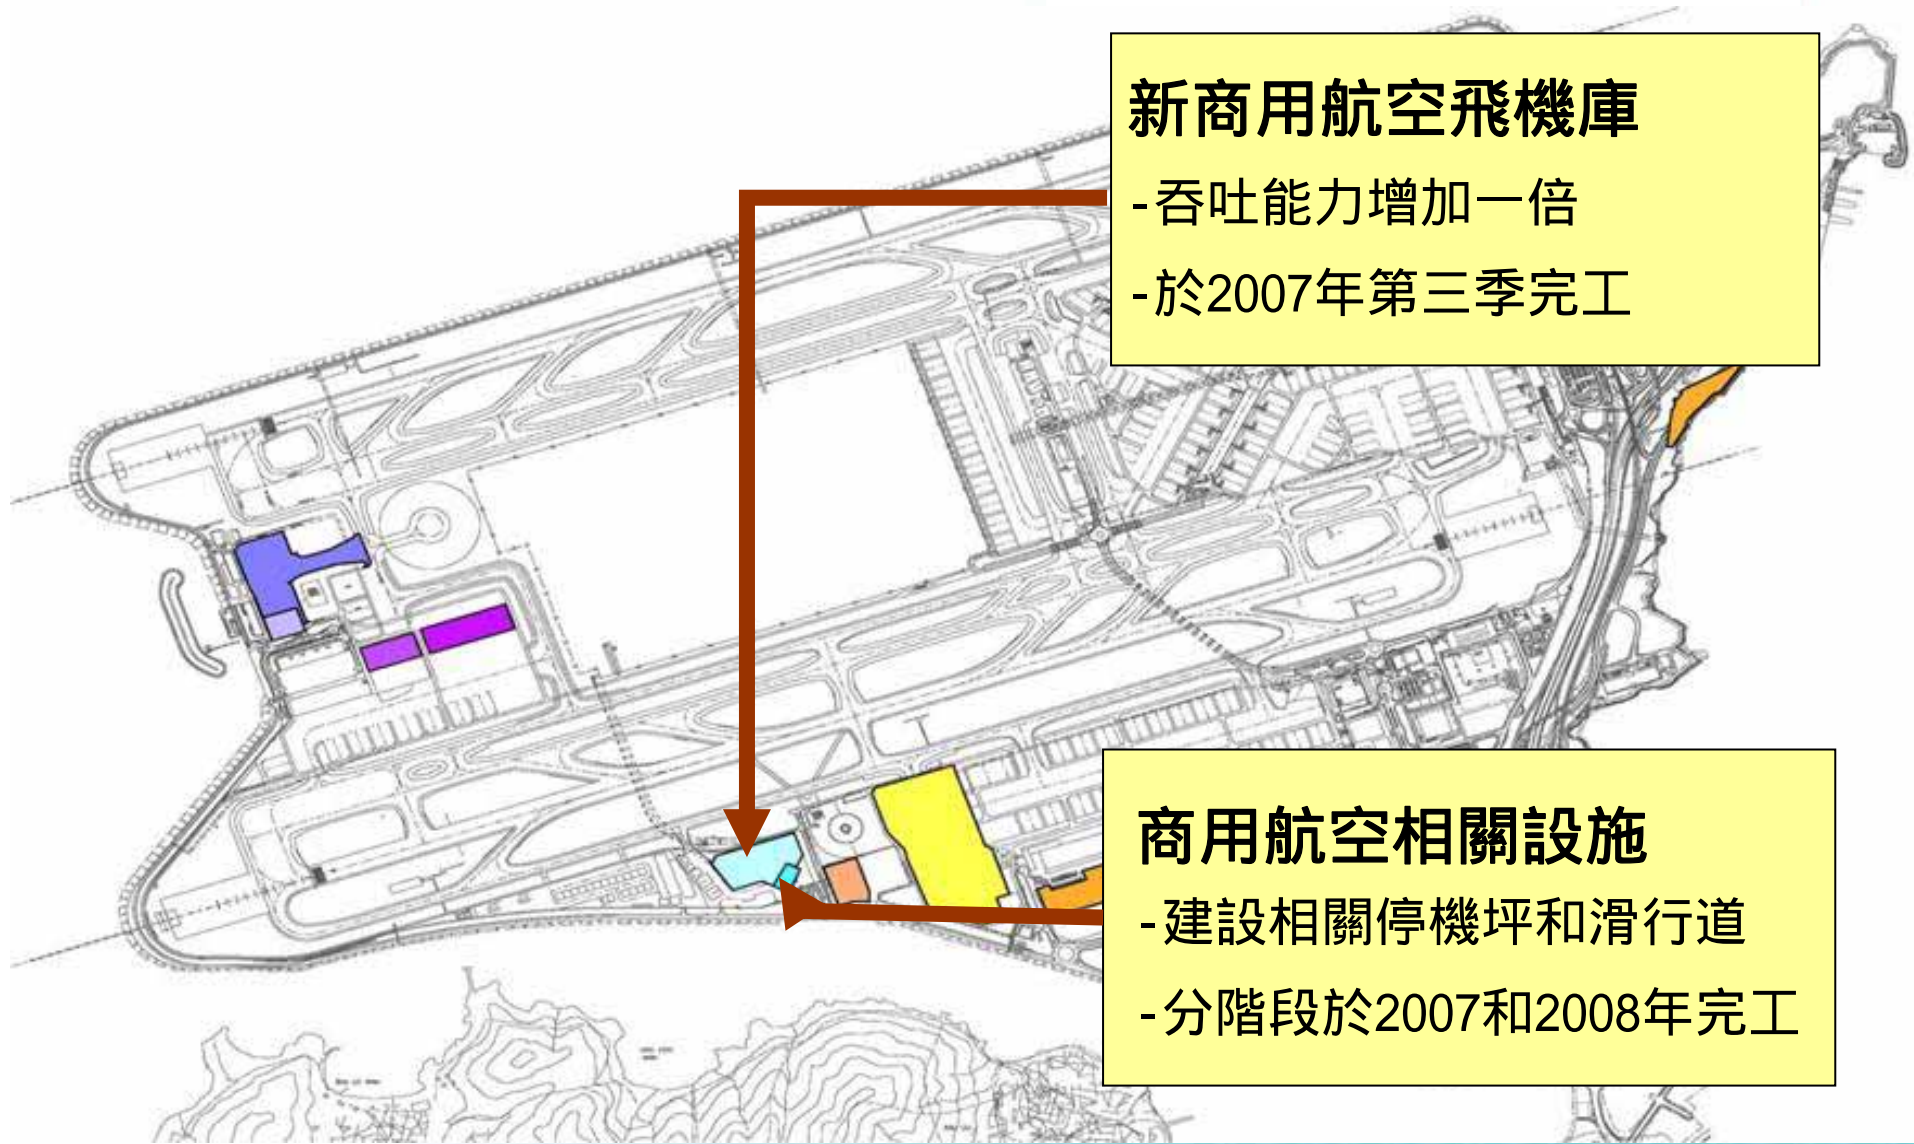 新商用航空飛機庫
-吞吐能力增加一倍
-於2007年第三季完工
商用航空相關設施
-建設相關停機坪和滑行道
-分階段於2007和2008年完工